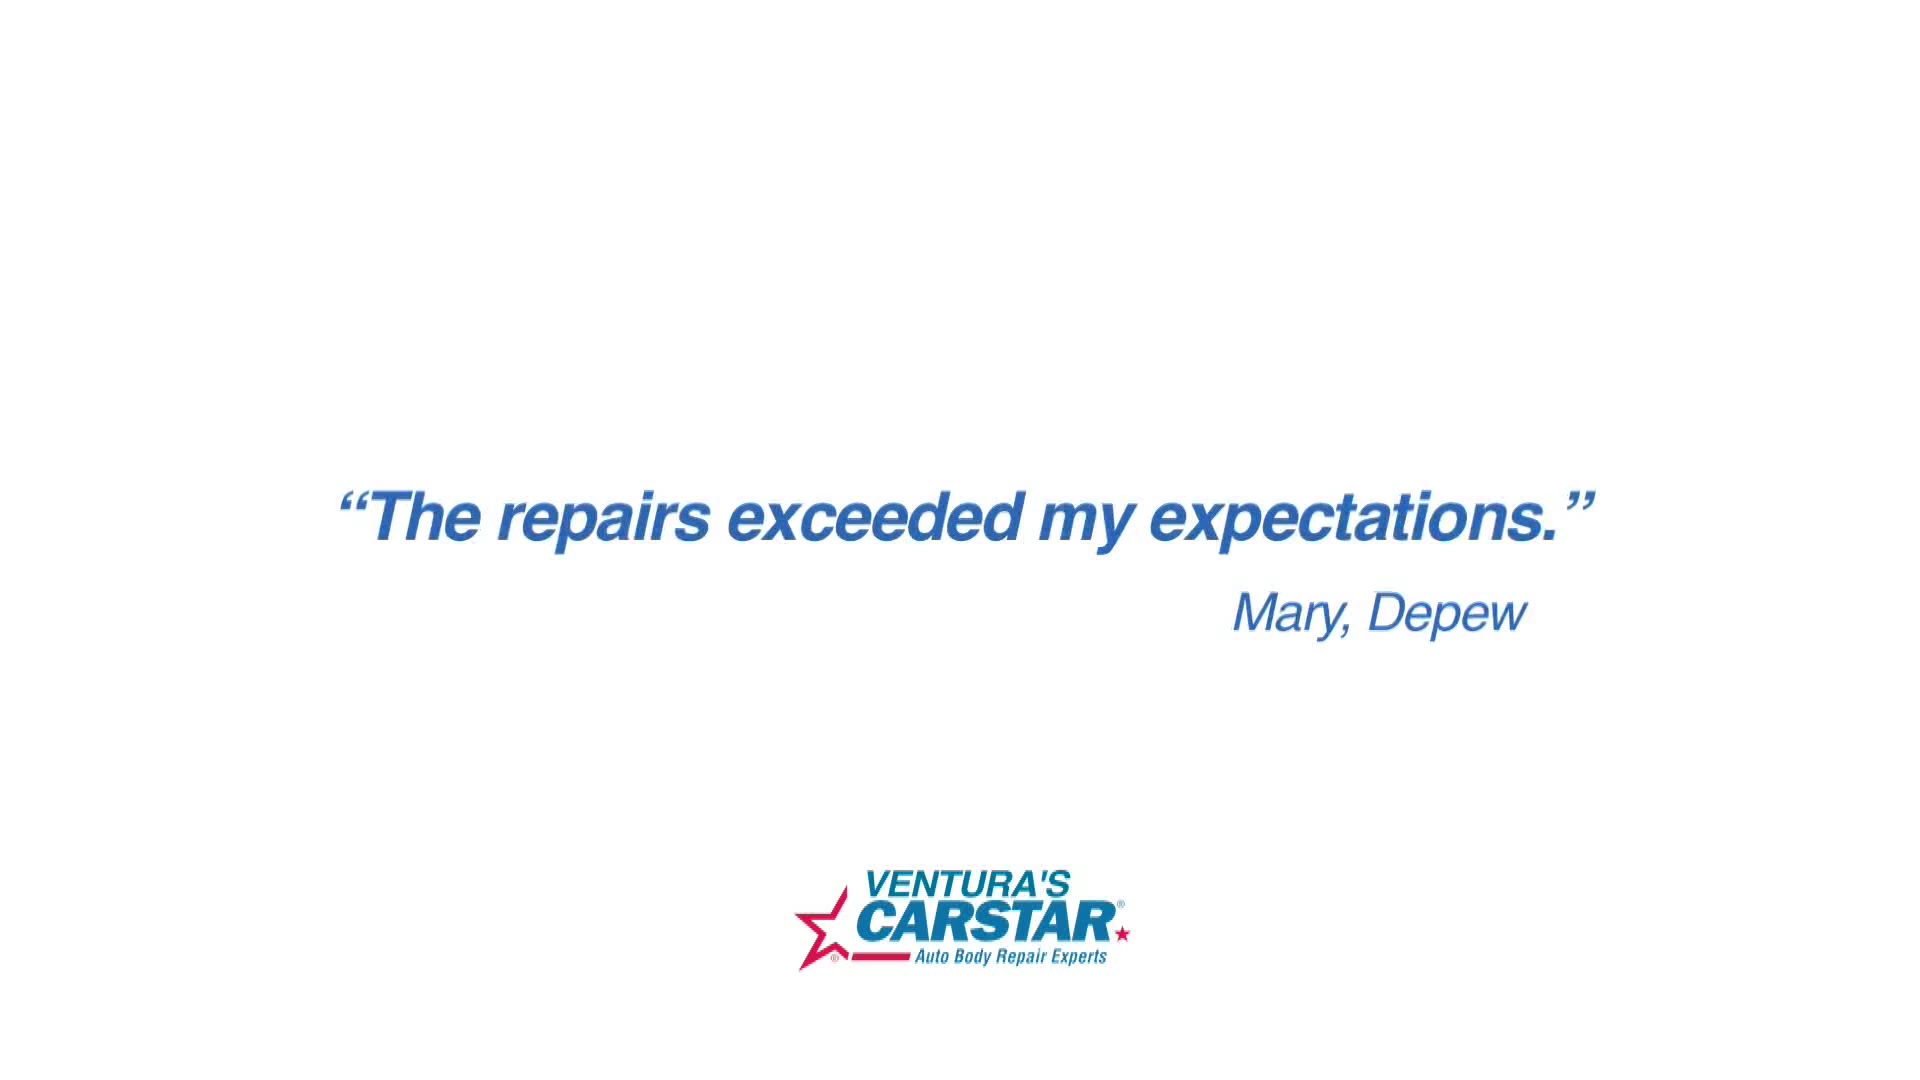 “The repairs exceeded my expectations.”
Mary, Depew
VENTURA'S
CARSTAR®
® Auto Body Repair Experts